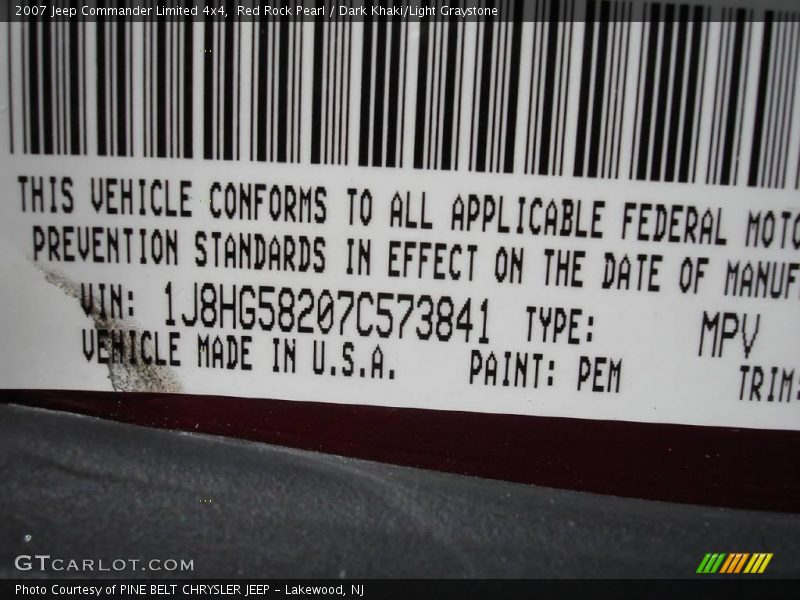 2007 Jeep Commander Limited 4x4,  Red Rock Pearl / Dark Khaki/Light Graystone
THIS VEHICLE CONFORMS TO ALL APPLICABLE FEDERAL MOTO
PREVENTION STANDARDS IN EFFECT ON THE DATE OF MANUF
VIN: 1J8HG58207C573841 TYPE: MPV
VEHICLE MADE IN U.S.A. PAINT: PEM TRIM:
GTCARLOT.COM
Photo Courtesy of PINE BELT CHRYSLER JEEP - Lakewood, NJ